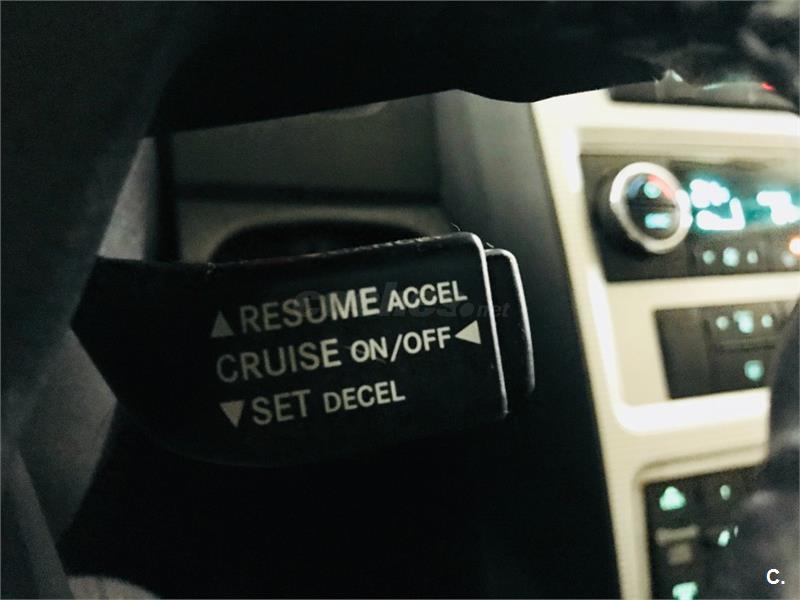 ▲RESUME ACCEL
CRUISE ON/OFF◄
▼SET DECEL
C.